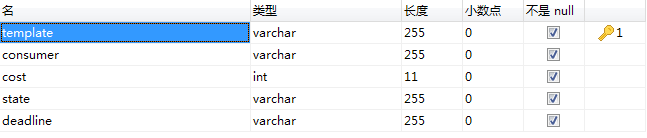 名 类型 长度 小数点 不是 null
template varchar 255 0 1
consumer varchar 255 0
cost int 11 0
state varchar 255 0
deadline varchar 255 0